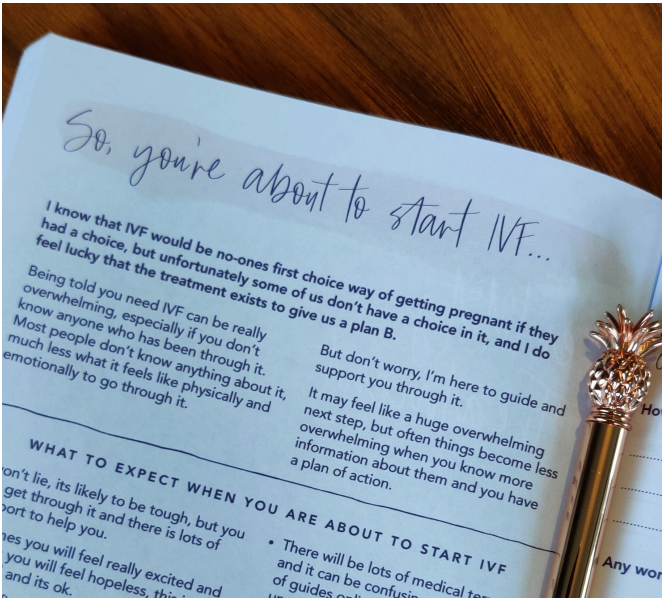 So, you're about to start IVF...
I know that IVF would be no-ones first choice way of getting pregnant if they
had a choice, but unfortunately some of us don't have a choice in it, and I do
feel lucky that the treatment exists to give us a plan B.
Being told you need IVF can be really
overwhelming, especially if you don't
know anyone who has been through it.
Most people don't know anything about it,
much less what it feels like physically and
emotionally to go through it.
But don't worry, I'm here to guide and
support you through it.
It may feel like a huge overwhelming
next step, but often things become less
overwhelming when you know more
information about them and you have
a plan of action.
WHAT TO EXPECT WHEN YOU ARE ABOUT TO START IVF
won't lie, its likely to be tough, but you
get through it and there is lots of
port to help you.
you will feel really excited and
you will feel hopeless,
and its ok.
• There will be lots of medical
and it can be confusing
of guides
Any